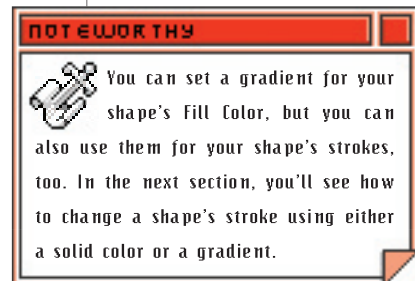 NOTEWORTHY
You can set a gradient for your
shape's Fill Color, but you can
also use them for your shape's strokes,
too. In the next section, you'll see how
to change a shape's stroke using either
a solid color or a gradient.